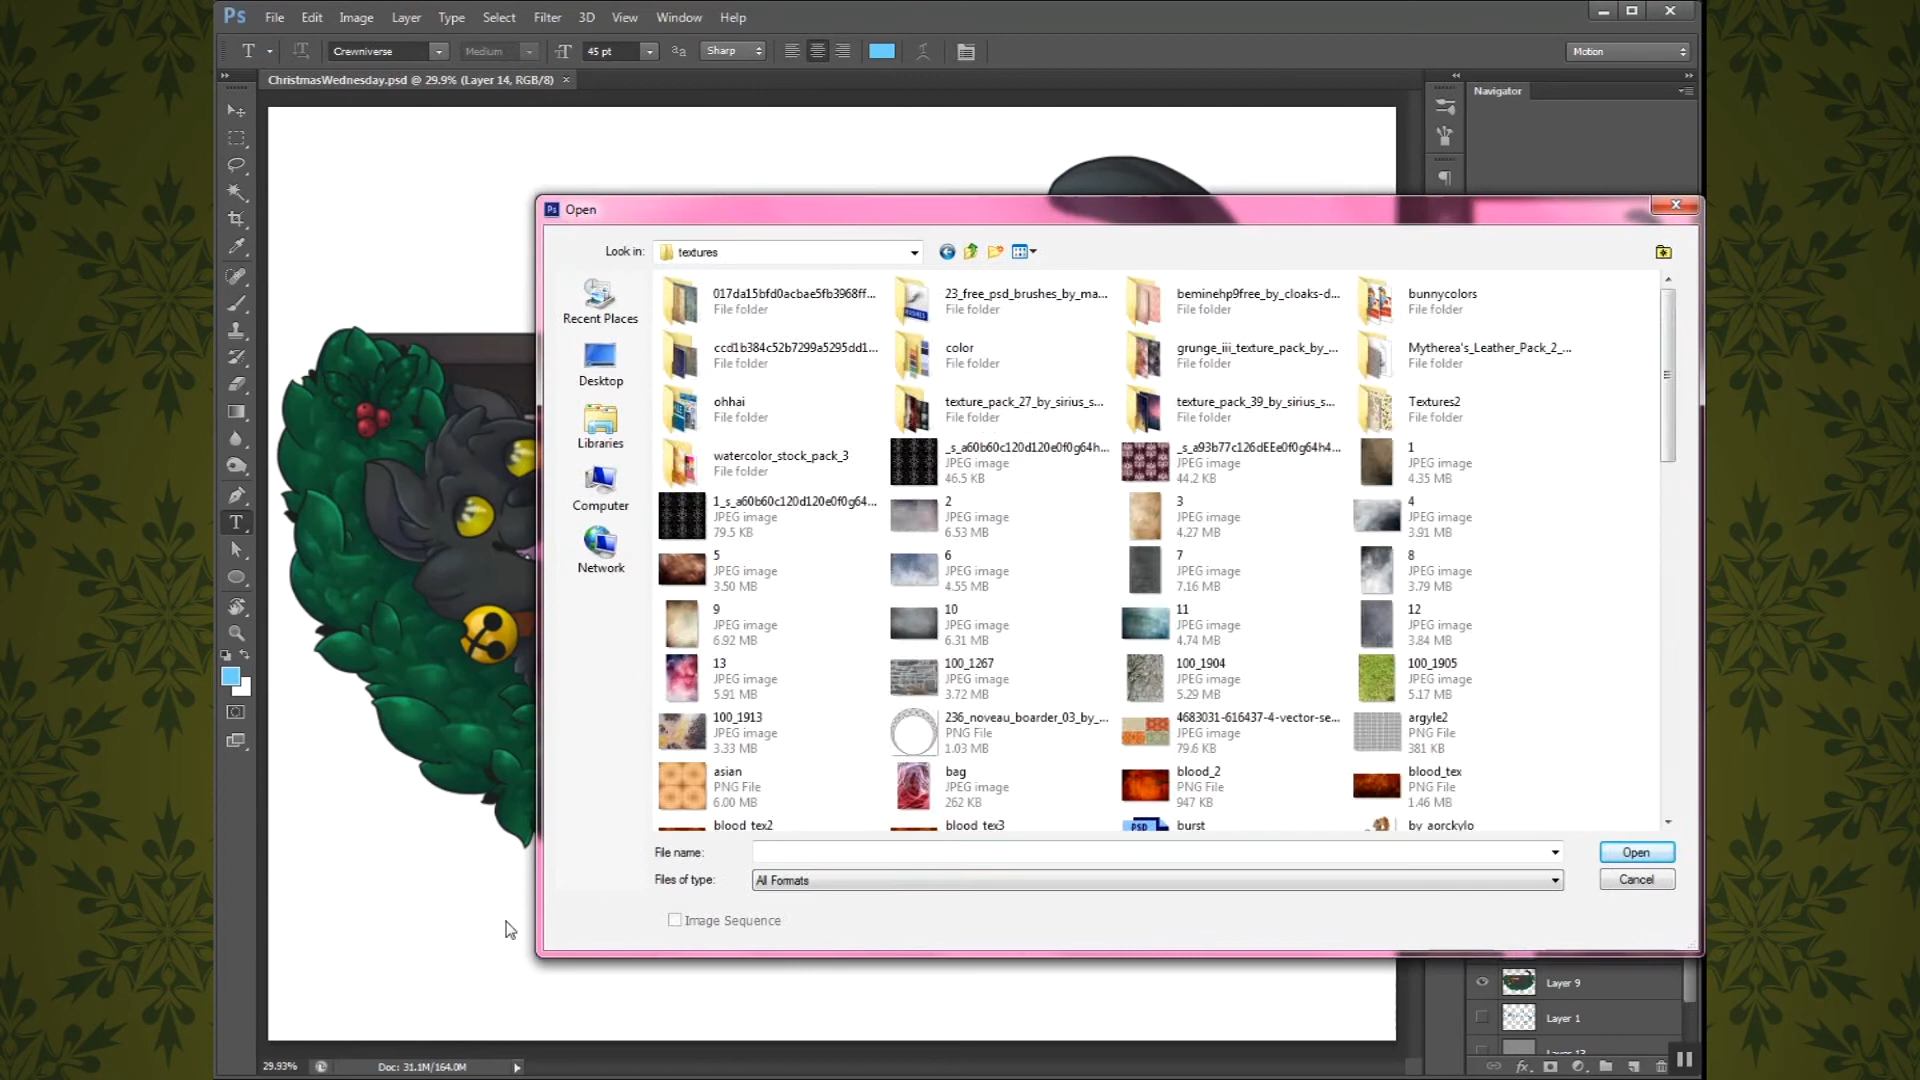 Ps File Edit Image Layer Type Select Filter 3D View Window Help
T Crewniverse Medium 45 pt Sharp Motion
ChristmasWednesday.psd @ 29.9% (Layer 14, RGB/8) ×
Navigator
Ps Open
Look in: textures
Recent Places
Desktop
Libraries
Computer
Network
017da15bfd0acbae5fb3968ff...
File folder
23_free_psd_brushes_by_ma...
File folder
beminehp9free_by_cloaks-d...
File folder
bunnycolors
File folder
ccd1b384c52b7299a5295dd1...
File folder
color
File folder
grunge_iii_texture_pack_by_...
File folder
Mytherea's_Leather_Pack_2_...
File folder
ohhai
File folder
texture_pack_27_by_sirius_s...
File folder
texture_pack_39_by_sirius_s...
File folder
Textures2
File folder
watercolor_stock_pack_3
File folder
_s_a60b60c120d120e0f0g64h...
JPEG image
46.5 KB
_s_a93b77c126dEEe0f0g64h4...
JPEG image
44.2 KB
1
JPEG image
4.35 MB
1_s_a60b60c120d120e0f0g64...
JPEG image
79.5 KB
2
JPEG image
6.53 MB
3
JPEG image
4.27 MB
4
JPEG image
3.91 MB
5
JPEG image
3.50 MB
6
JPEG image
4.55 MB
7
JPEG image
7.16 MB
8
JPEG image
3.79 MB
9
JPEG image
6.92 MB
10
JPEG image
6.31 MB
11
JPEG image
4.74 MB
12
JPEG image
3.84 MB
13
JPEG image
5.91 MB
100_1267
JPEG image
3.72 MB
100_1904
JPEG image
5.29 MB
100_1905
JPEG image
5.17 MB
100_1913
JPEG image
3.33 MB
236_noveau_boarder_03_by_...
PNG File
1.03 MB
4683031-616437-4-vector-se...
JPEG image
79.6 KB
argyle2
PNG File
381 KB
asian
PNG File
6.00 MB
bag
JPEG image
262 KB
blood_2
PNG File
947 KB
blood_tex
PNG File
1.46 MB
blood_tex2
blood_tex3
PSD
burst
by_aorckylo
File name: Open
Files of type: All Formats Cancel
Image Sequence
Layer 9
Layer 1
Layer 13
29.93% Doc: 31.1M/164.0M